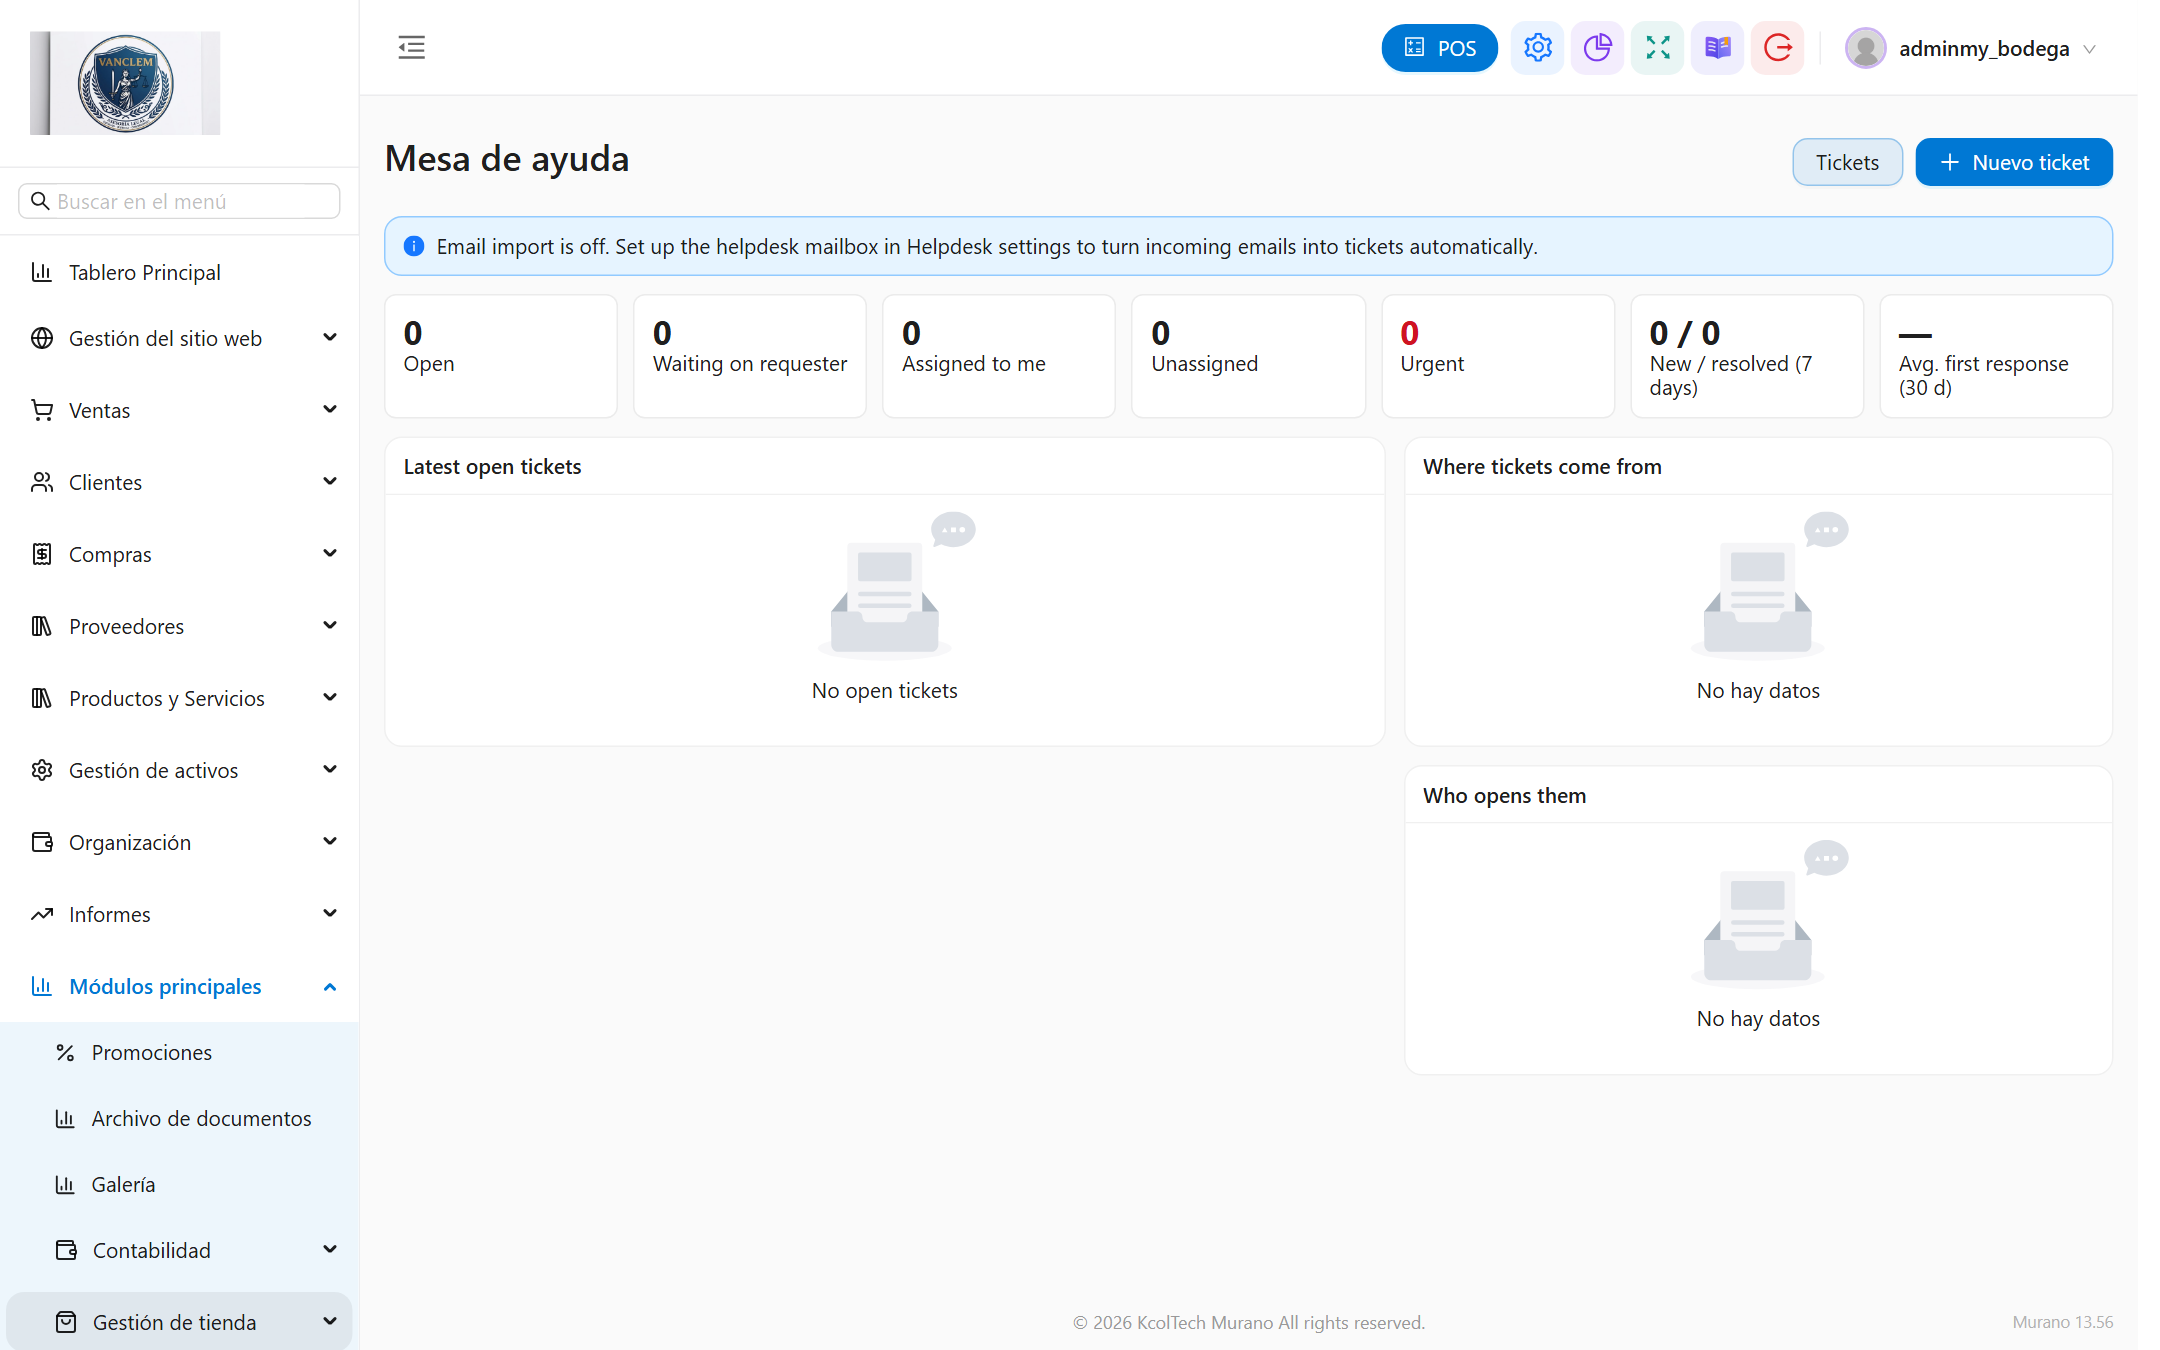 VANCLEM
Buscar en el menú
Tablero Principal
Gestión del sitio web
Ventas
Clientes
Compras
Proveedores
Productos y Servicios
Gestión de activos
Organización
Informes
Módulos principales
Promociones
Archivo de documentos
Galería
Contabilidad
Gestión de tienda
POS
adminmy_bodega
Mesa de ayuda
Tickets
Nuevo ticket
Email import is off. Set up the helpdesk mailbox in Helpdesk settings to turn incoming emails into tickets automatically.
0
Open
0
Waiting on requester
0
Assigned to me
0
Unassigned
0
Urgent
0 / 0
New / resolved (7
days)
—
Avg. first response
(30 d)
Latest open tickets
No open tickets
Where tickets come from
No hay datos
Who opens them
No hay datos
© 2026 KcolTech Murano All rights reserved.
Murano 13.56